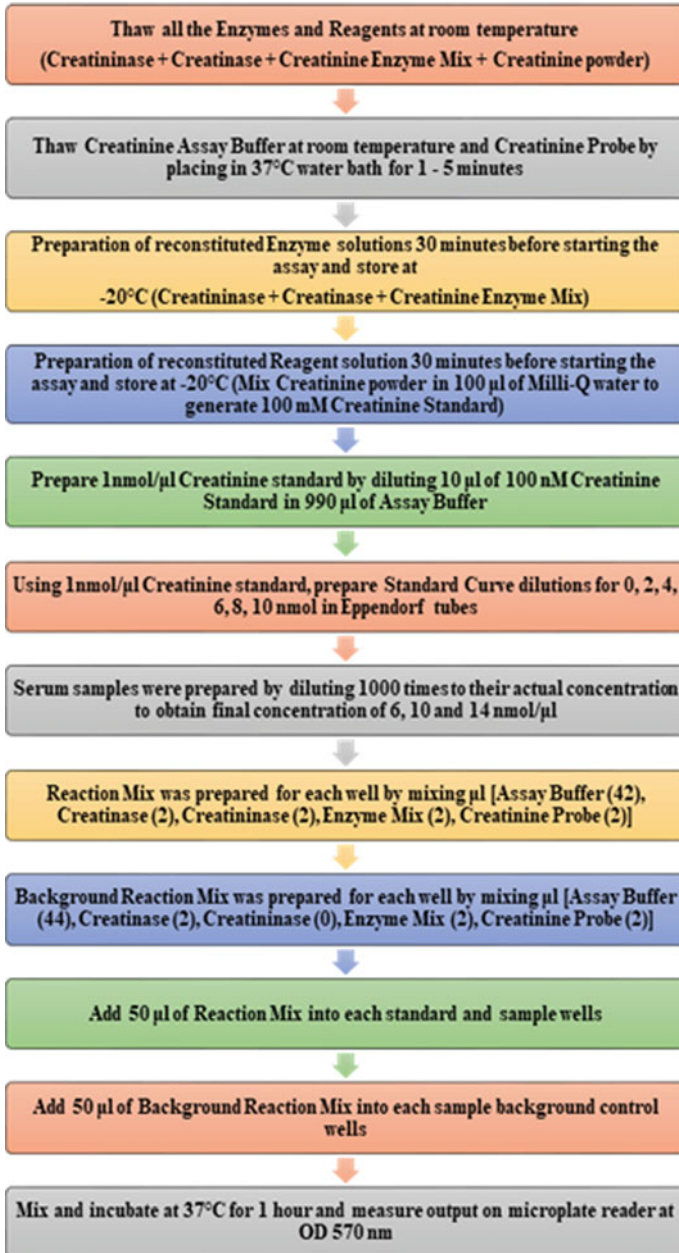 Thaw all the Enzymes and Reagents at room temperature
(Creatininase + Creatinase + Creatinine Enzyme Mix + Creatinine powder)
Thaw Creatinine Assay Buffer at room temperature and Creatinine Probe by
placing in 37°C water bath for 1 - 5 minutes
Preparation of reconstituted Enzyme solutions 30 minutes before starting the
assay and store at
-20°C (Creatininase + Creatinase + Creatinine Enzyme Mix)
Preparation of reconstituted Reagent solution 30 minutes before starting the
assay and store at -20°C (Mix Creatinine powder in 100 µl of Milli-Q water to
generate 100 mM Creatinine Standard)
Prepare 1nmol/µl Creatinine standard by diluting 10 µl of 100 nM Creatinine
Standard in 990 µl of Assay Buffer
Using 1nmol/µl Creatinine standard, prepare Standard Curve dilutions for 0, 2, 4,
6, 8, 10 nmol in Eppendorf tubes
Serum samples were prepared by diluting 1000 times to their actual concentration
to obtain final concentration of 6, 10 and 14 nmol/µl
Reaction Mix was prepared for each well by mixing µl [Assay Buffer (42),
Creatinase (2), Creatininase (2), Enzyme Mix (2), Creatinine Probe (2)]
Background Reaction Mix was prepared for each well by mixing µl [Assay Buffer
(44), Creatinase (2), Creatininase (0), Enzyme Mix (2), Creatinine Probe (2)]
Add 50 µl of Reaction Mix into each standard and sample wells
Add 50 µl of Background Reaction Mix into each sample background control
wells
Mix and incubate at 37°C for 1 hour and measure output on microplate reader at
OD 570 nm